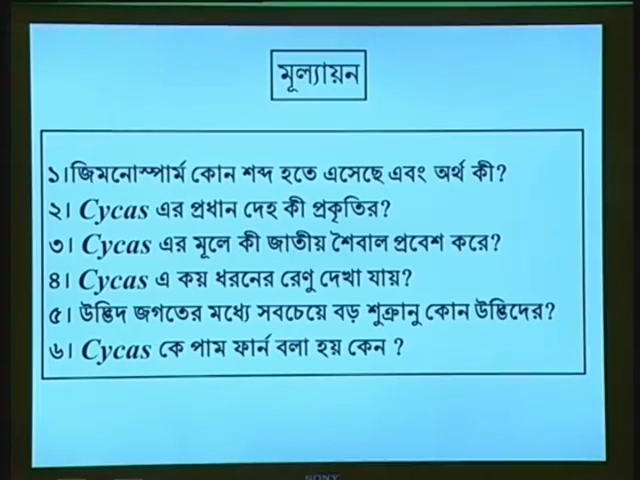 মূল্যায়ন
১।জিমনোস্পার্ম কোন শব্দ হতে এসেছে এবং অর্থ কী?
২। Cycas এর প্রধান দেহ কী প্রকৃতির?
৩। Cycas এর মূলে কী জাতীয় শৈবাল প্রবেশ করে?
৪। Cycas এ কয় ধরনের রেণু দেখা যায়?
৫। উদ্ভিদ জগতের মধ্যে সবচেয়ে বড় শুক্রানু কোন উদ্ভিদের?
৬। Cycas কে পাম ফার্ন বলা হয় কেন ?
SONY